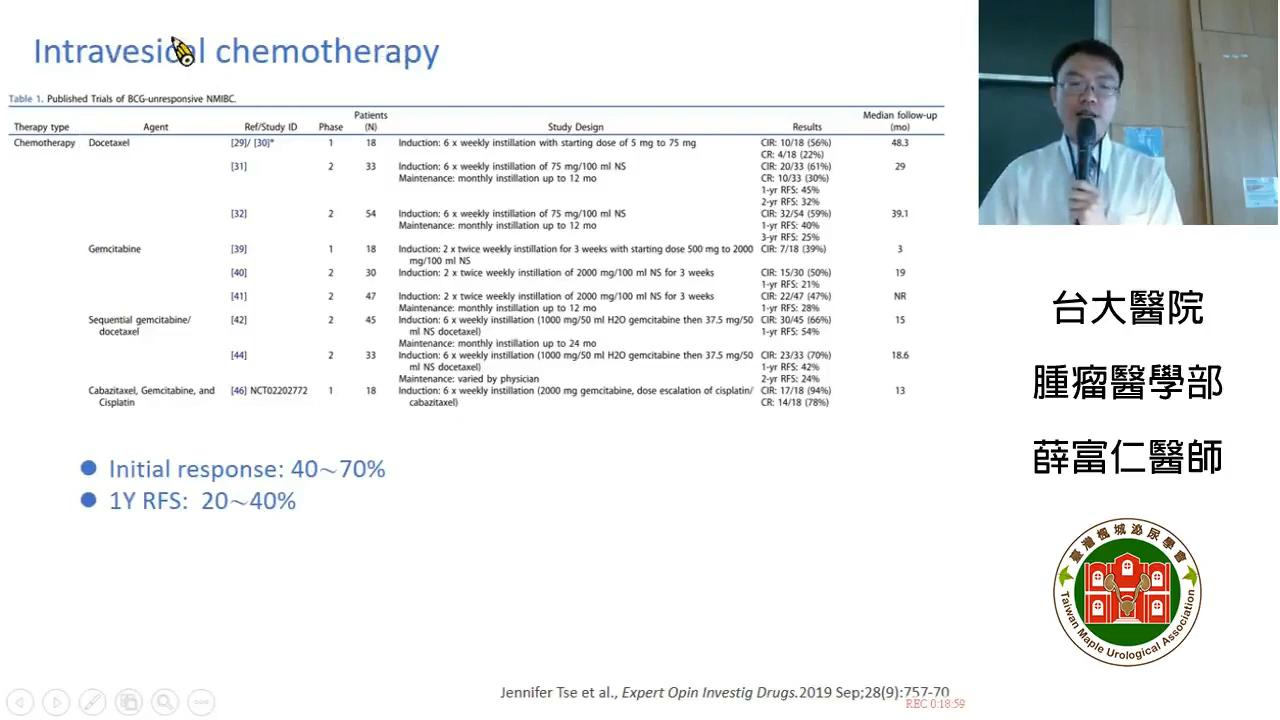 Intravesical chemotherapy
Table 1. Published Trials of BCG-unresponsive NMIBC.
Therapy type Agent Ref/Study ID Phase Patients (N) Study Design Results Median follow-up (mo)
Chemotherapy Docetaxel [29]/ [30]* 1 18 Induction: 6 x weekly instillation with starting dose of 5 mg to 75 mg CIR: 10/18 (56%) 48.3
CR: 4/18 (22%)
[31] 2 33 Induction: 6 x weekly instillation of 75 mg/100 ml NS CIR: 20/33 (61%) 29
Maintenance: monthly instillation up to 12 mo CR: 10/33 (30%)
1-yr RFS: 45%
2-yr RFS: 32%
[32] 2 54 Induction: 6 x weekly instillation of 75 mg/100 ml NS CIR: 32/54 (59%) 39.1
Maintenance: monthly instillation up to 12 mo 1-yr RFS: 40%
3-yr RFS: 25%
Gemcitabine [39] 1 18 Induction: 2 x twice weekly instillation for 3 weeks with starting dose 500 mg to 2000 CIR: 7/18 (39%) 3
mg/100 ml NS
[40] 2 30 Induction: 2 x twice weekly instillation of 2000 mg/100 ml NS for 3 weeks CIR: 15/30 (50%) 19
1-yr RFS: 21%
[41] 2 47 Induction: 2 x twice weekly instillation of 2000 mg/100 ml NS for 3 weeks CIR: 22/47 (47%) NR
Maintenance: monthly instillation up to 12 mo 1-yr RFS: 28%
Sequential gemcitabine/ [42] 2 45 Induction: 6 x weekly instillation (1000 mg/50 ml H2O gemcitabine then 37.5 mg/50 CIR: 30/45 (66%) 15
docetaxel ml NS docetaxel) 1-yr RFS: 54%
Maintenance: monthly instillation up to 24 mo
[44] 2 33 Induction: 6 x weekly instillation (1000 mg/50 ml H2O gemcitabine then 37.5 mg/50 CIR: 23/33 (70%) 18.6
ml NS docetaxel) 1-yr RFS: 42%
Maintenance: varied by physician 2-yr RFS: 24%
Cabazitaxel, Gemcitabine, and [46] NCT02202772 1 18 Induction: 6 x weekly instillation (2000 mg gemcitabine, dose escalation of cisplatin/ CIR: 17/18 (94%) 13
Cisplatin cabazitaxel) CR: 14/18 (78%)
Initial response: 40~70%
1Y RFS: 20~40%
Jennifer Tse et al., Expert Opin Investig Drugs.2019 Sep;28(9):757-70
REC 0:18:59
台大醫院
腫瘤醫學部
薛富仁醫師
臺灣楓城泌尿學會
Taiwan Maple Urological Association